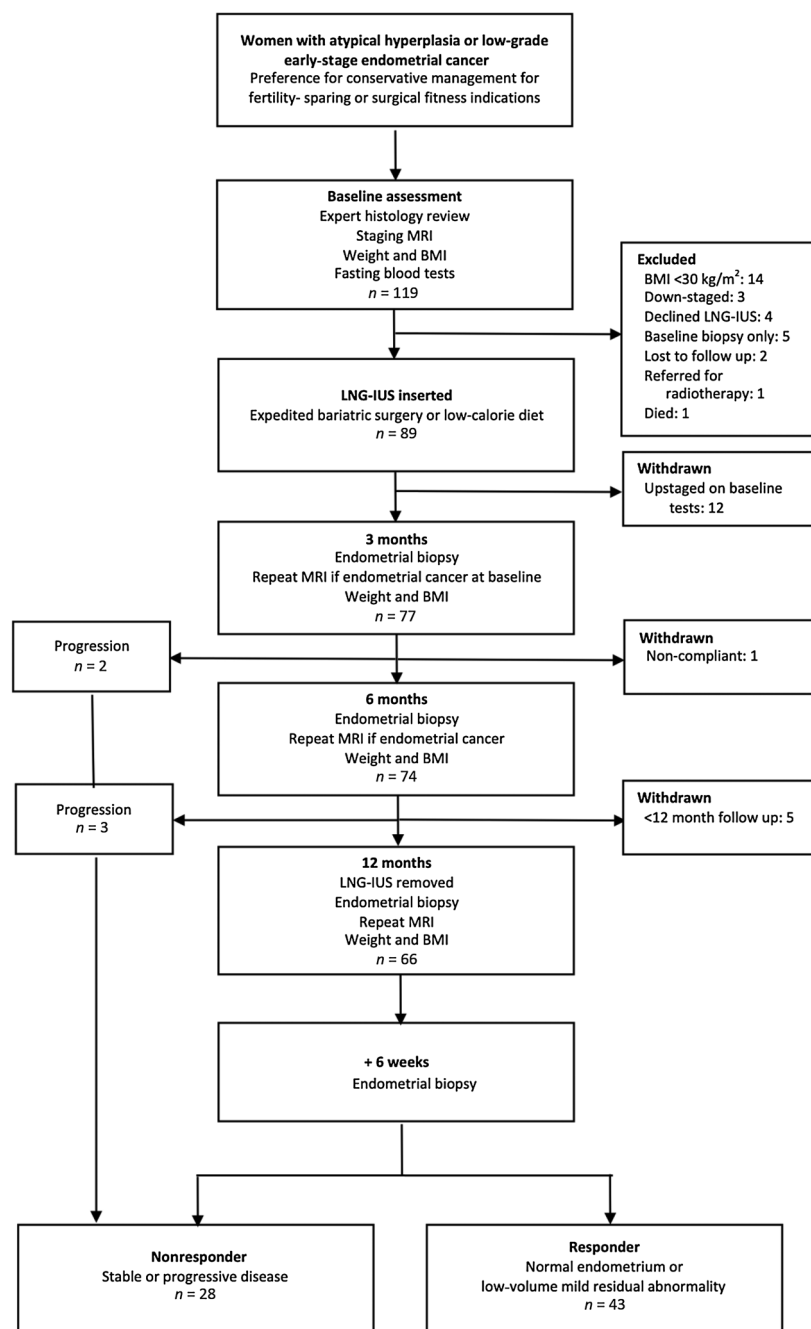 Women with atypical hyperplasia or low-grade
early-stage endometrial cancer
Preference for conservative management for
fertility- sparing or surgical fitness indications
Baseline assessment
Expert histology review
Staging MRI
Weight and BMI
Fasting blood tests
n = 119
Excluded
BMI <30 kg/m²: 14
Down-staged: 3
Declined LNG-IUS: 4
Baseline biopsy only: 5
Lost to follow up: 2
Referred for
radiotherapy: 1
Died: 1
LNG-IUS inserted
Expedited bariatric surgery or low-calorie diet
n = 89
Withdrawn
Upstaged on baseline
tests: 12
3 months
Endometrial biopsy
Repeat MRI if endometrial cancer at baseline
Weight and BMI
n = 77
Progression
n = 2
Withdrawn
Non-compliant: 1
6 months
Endometrial biopsy
Repeat MRI if endometrial cancer
Weight and BMI
n = 74
Progression
n = 3
Withdrawn
<12 month follow up: 5
12 months
LNG-IUS removed
Endometrial biopsy
Repeat MRI
Weight and BMI
n = 66
+ 6 weeks
Endometrial biopsy
Nonresponder
Stable or progressive disease
n = 28
Responder
Normal endometrium or
low-volume mild residual abnormality
n = 43